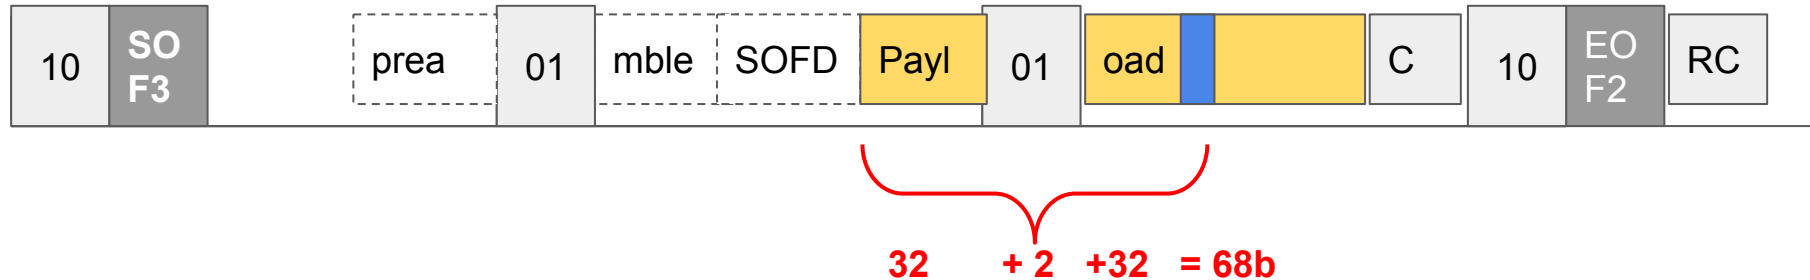 10 SO
F3
prea 01 mble SOFD Payl 01 oad C 10 EO
F2
RC
32 + 2 +32 = 68b